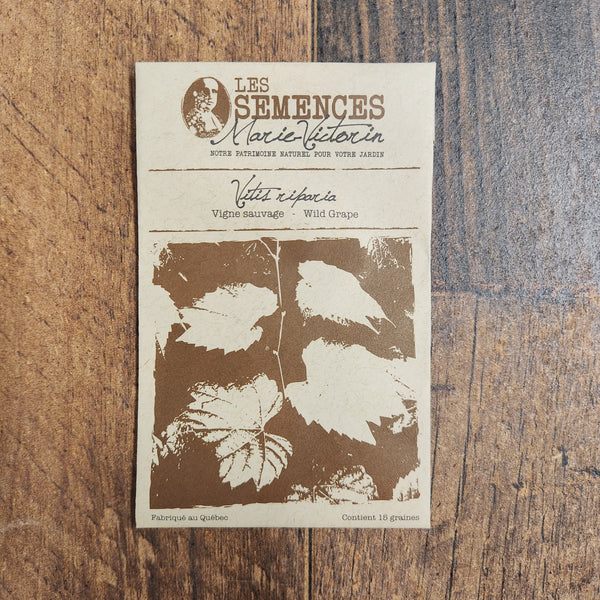 LES
SEMENCES
Marie-Victorin
NOTRE PATRIMOINE NATUREL POUR VOTRE JARDIN
Vitis riparia
Vigne sauvage - Wild Grape
Fabriqué au Québec
Contient 15 graines